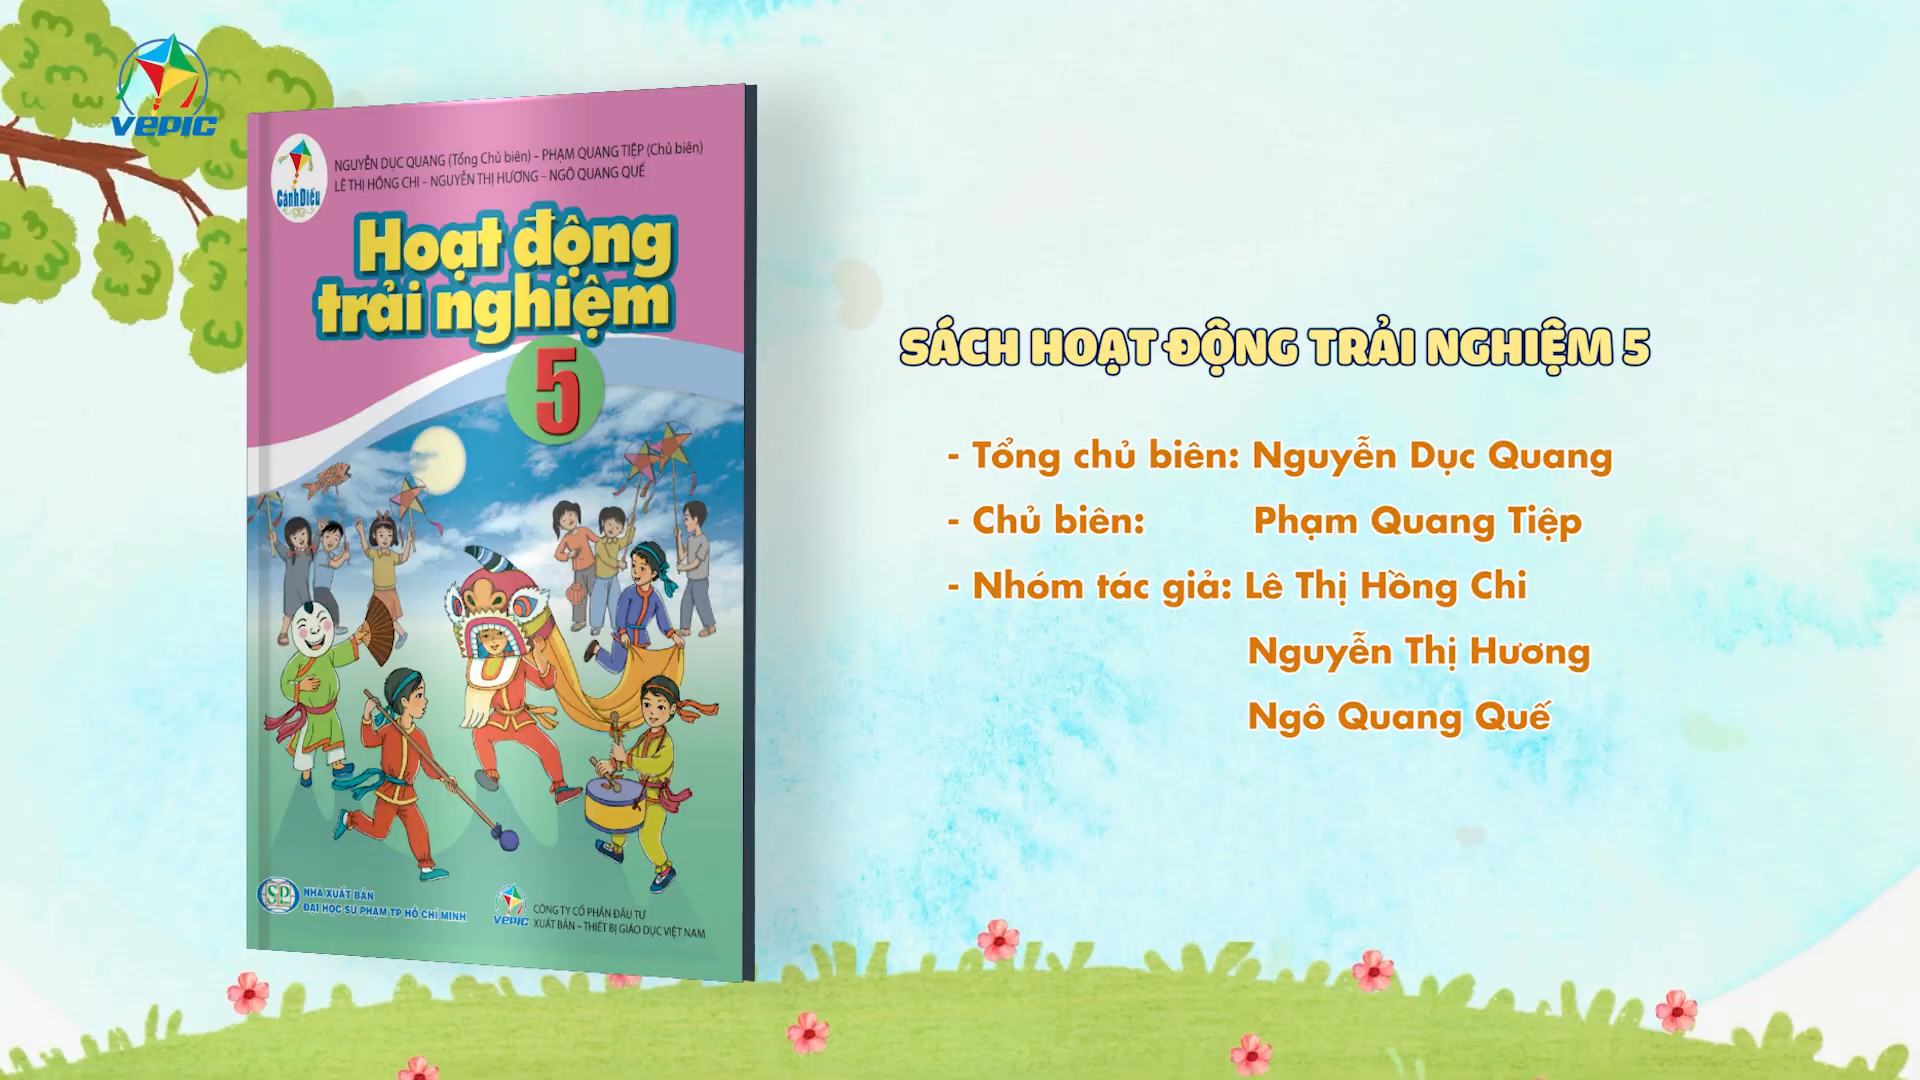 VEPIC
CánhDiều
NGUYỄN DỤC QUANG (Tổng Chủ biên) – PHẠM QUANG TIỆP (Chủ biên)
LÊ THỊ HỒNG CHI – NGUYỄN THỊ HƯƠNG – NGÔ QUANG QUẾ
Hoạt động
trải nghiệm
5
SP
NHÀ XUẤT BẢN
ĐẠI HỌC SƯ PHẠM TP HỒ CHÍ MINH
VEPIC
CÔNG TY CỔ PHẦN ĐẦU TƯ
XUẤT BẢN – THIẾT BỊ GIÁO DỤC VIỆT NAM
SÁCH HOẠT ĐỘNG TRẢI NGHIỆM 5
- Tổng chủ biên: Nguyễn Dục Quang
- Chủ biên: Phạm Quang Tiệp
- Nhóm tác giả: Lê Thị Hồng Chi
Nguyễn Thị Hương
Ngô Quang Quế